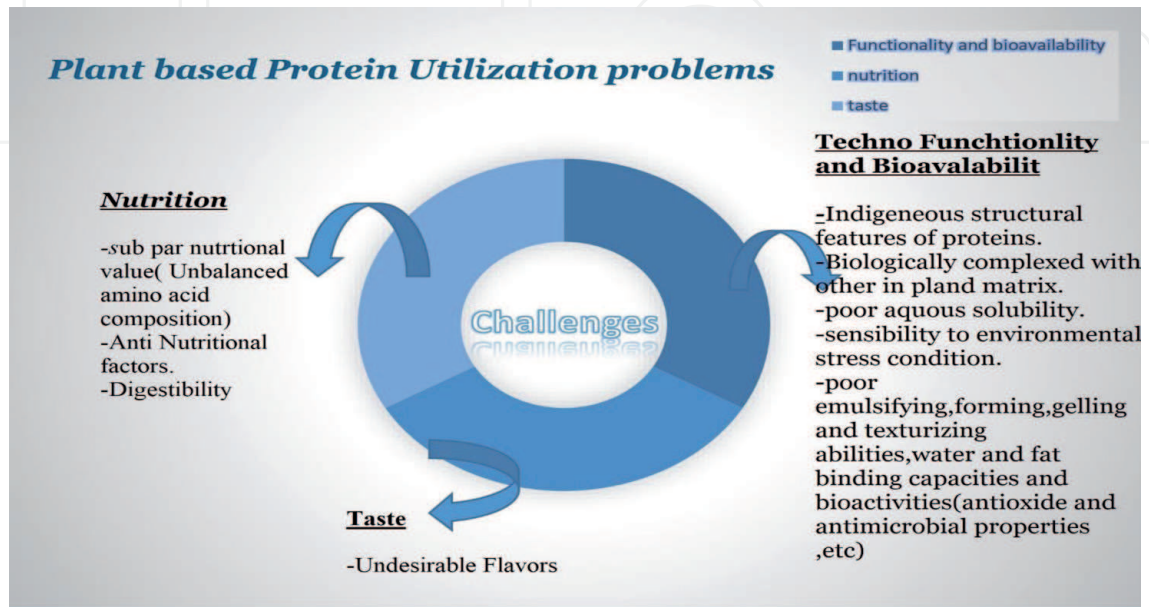 Plant based Protein Utilization problems
Functionality and bioavailability
nutrition
taste
Nutrition
-sub par nutrtional
value( Unbalanced
amino acid
composition)
-Anti Nutritional
factors.
-Digestibility
Challenges
Taste
-Undesirable Flavors
Techno Funchtionlity
and Bioavalabilit
-Indigeneous structural
features of proteins.
-Biologically complexed with
other in pland matrix.
-poor aquous solubility.
-sensibility to environmental
stress condition.
-poor
emulsifying,forming,gelling
and texturizing
abilities,water and fat
binding capacities and
bioactivities(antioxide and
antimicrobial properties
,etc)